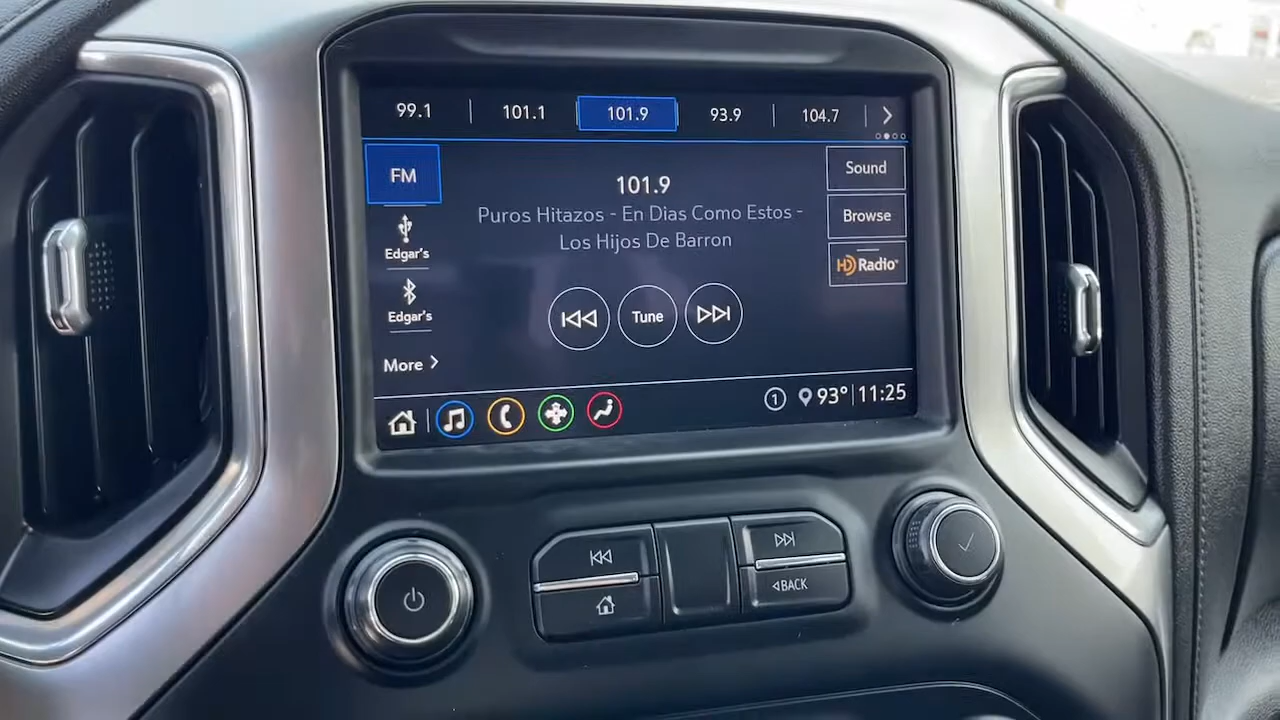 99.1 101.1 101.9 93.9 104.7
FM
101.9
Puros Hitazos - En Dias Como Estos -
Los Hijos De Barron
Sound
Browse
HD Radio
Edgar's
Edgar's
Tune
More
1 93° 11:25
BACK